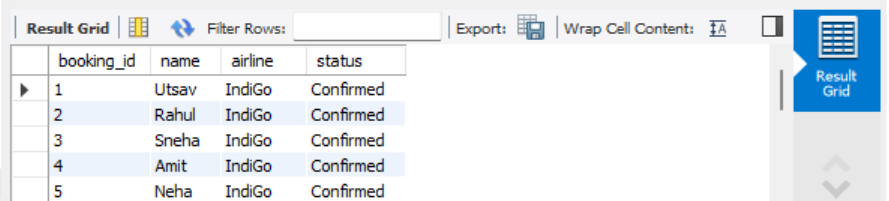 Result Grid Filter Rows: Export: Wrap Cell Content: IA
booking_id name airline status
1 Utsav IndiGo Confirmed
2 Rahul IndiGo Confirmed
3 Sneha IndiGo Confirmed
4 Amit IndiGo Confirmed
5 Neha IndiGo Confirmed
Result
Grid